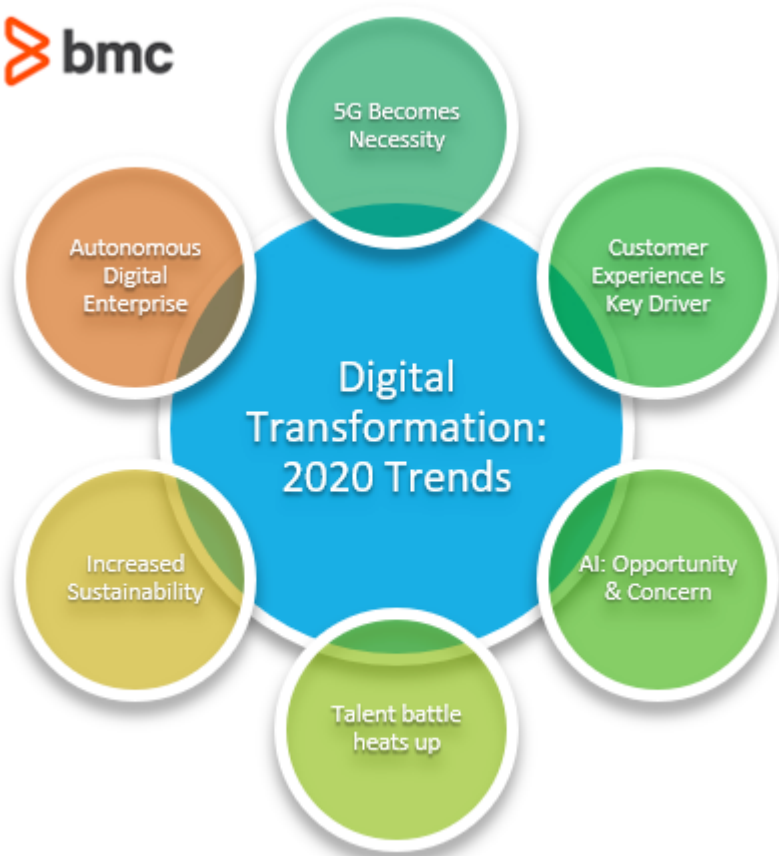 bmc
5G Becomes
Necessity
Customer
Experience Is
Key Driver
AI: Opportunity
& Concern
Talent battle
heats up
Increased
Sustainability
Autonomous
Digital
Enterprise
Digital
Transformation:
2020 Trends